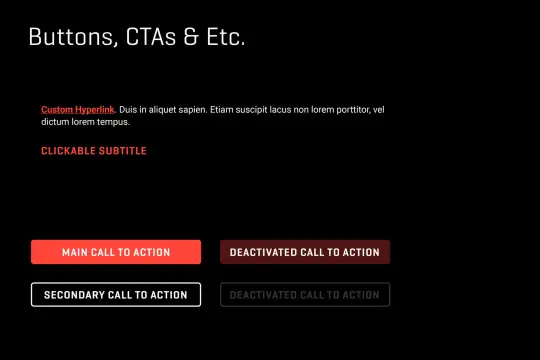 Buttons, CTAs & Etc.
Custom Hyperlink. Duis in aliquet sapien. Etiam suscipit lacus non lorem porttitor, vel
dictum lorem tempus.
CLICKABLE SUBTITLE
MAIN CALL TO ACTION
DEACTIVATED CALL TO ACTION
SECONDARY CALL TO ACTION
DEACTIVATED CALL TO ACTION